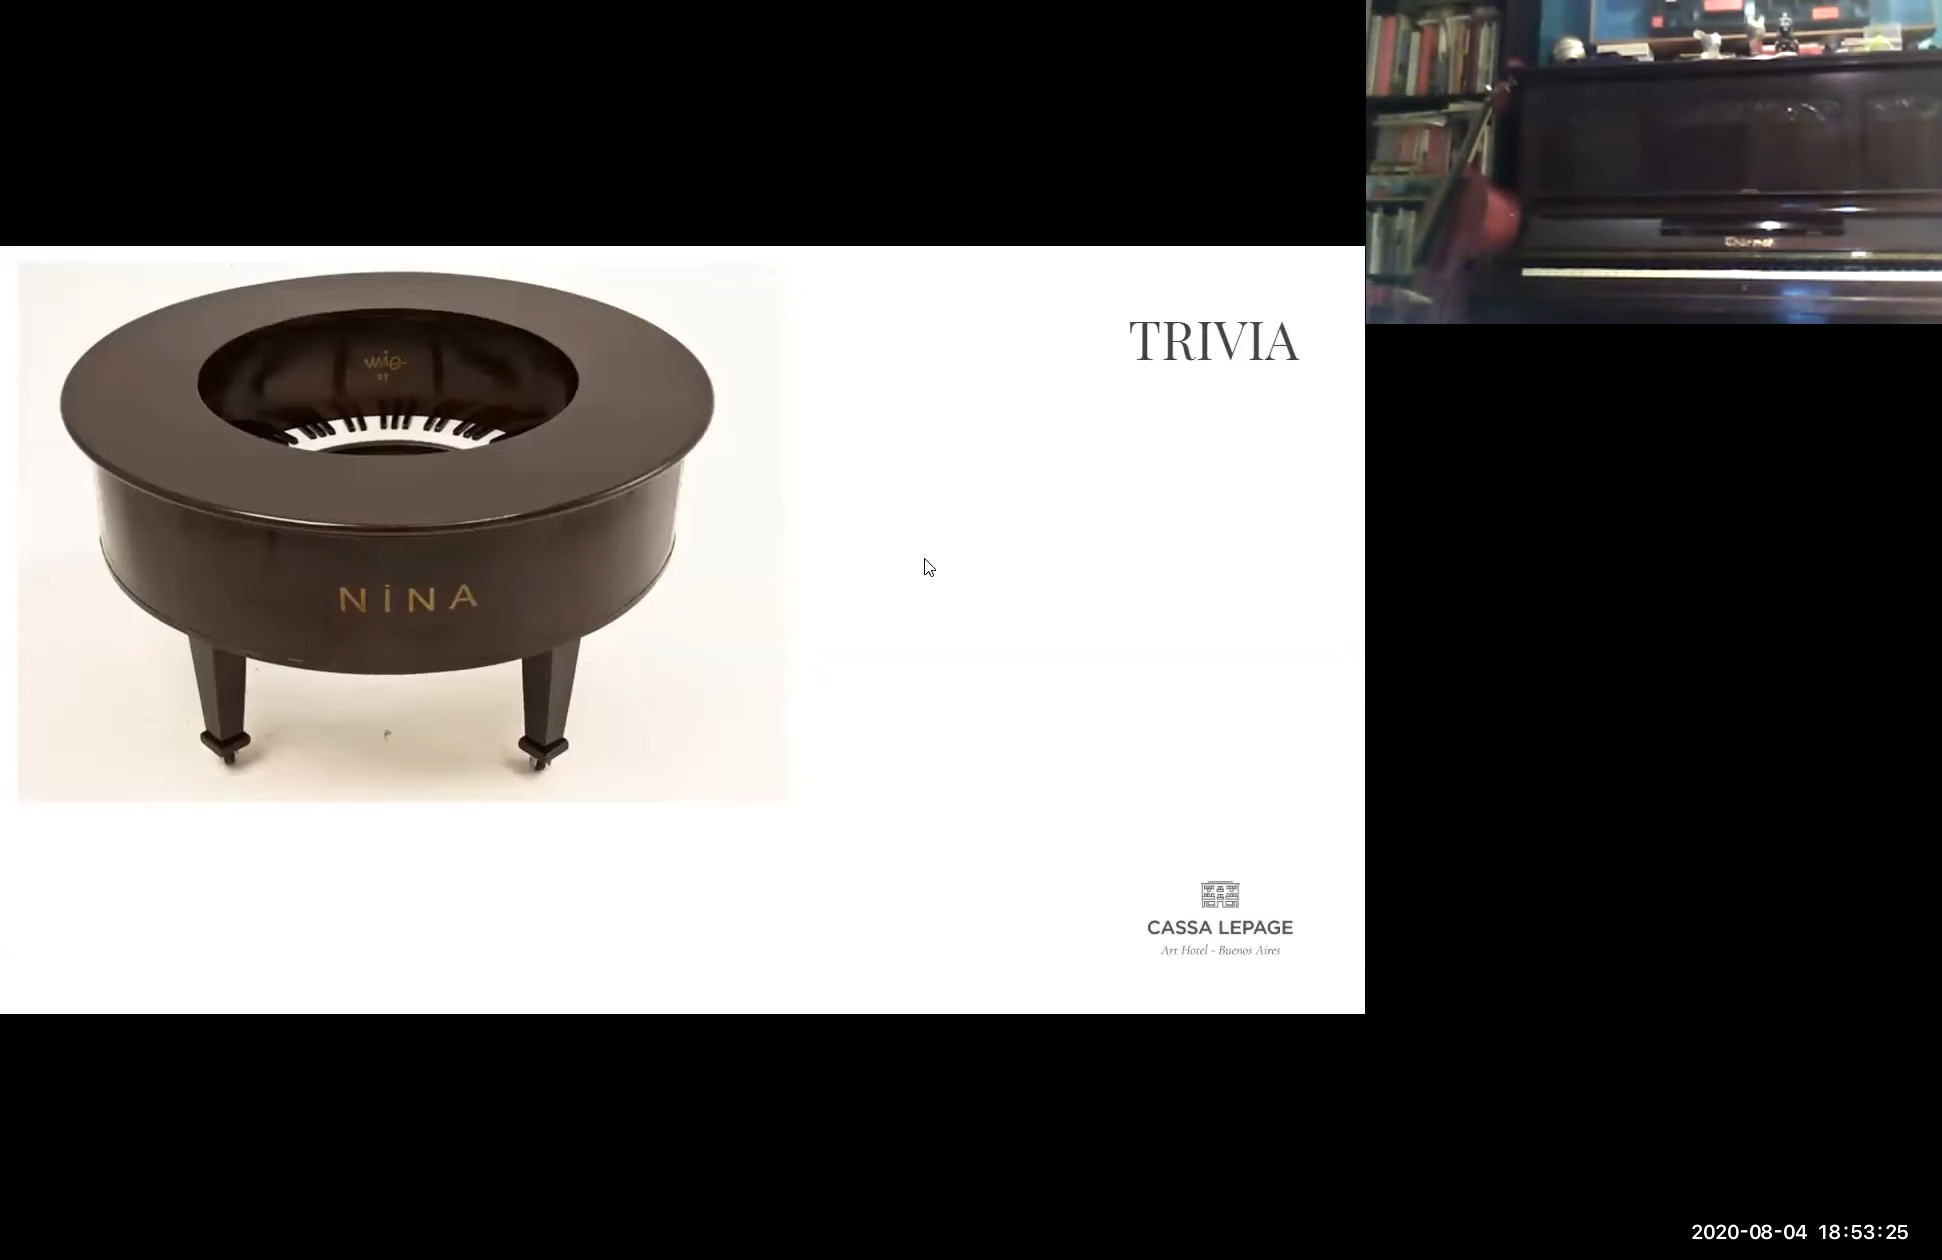 TRIVIA
NiNA
CASSA LEPAGE
Art Hotel - Buenos Aires
2020-08-04 18:53:25